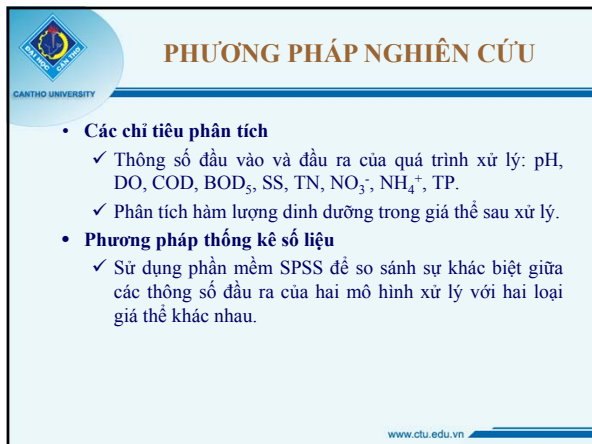 PHƯƠNG PHÁP NGHIÊN CỨU
ĐẠI HỌC CẦN THƠ
CANTHO UNIVERSITY
• Các chỉ tiêu phân tích
✓ Thông số đầu vào và đầu ra của quá trình xử lý: pH,
DO, COD, BOD₅, SS, TN, NO₃⁻, NH₄⁺, TP.
✓ Phân tích hàm lượng dinh dưỡng trong giá thể sau xử lý.
• Phương pháp thống kê số liệu
✓ Sử dụng phần mềm SPSS để so sánh sự khác biệt giữa
các thông số đầu ra của hai mô hình xử lý với hai loại
giá thể khác nhau.
www.ctu.edu.vn